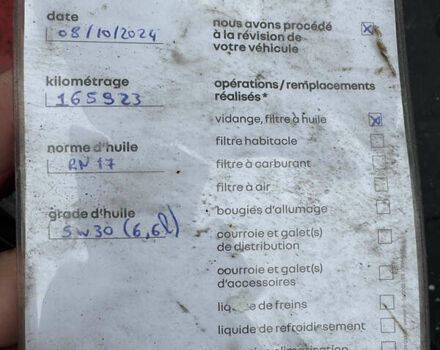 date
08/10/2024
kilométrage
165923
norme d'huile
RN 17
grade d'huile
5w30 (6,6l)
nous avons procédé
à la révision de
votre véhicule
opérations/remplacements
réalisés*
vidange, filtre à huile
filtre habitacle
filtre à carburant
filtre à air
bougies d'allumage
courroie et galet(s)
de distribution
courroie et galet(s)
d'accessoires
de freins
liquide de refroidissement
climatisation